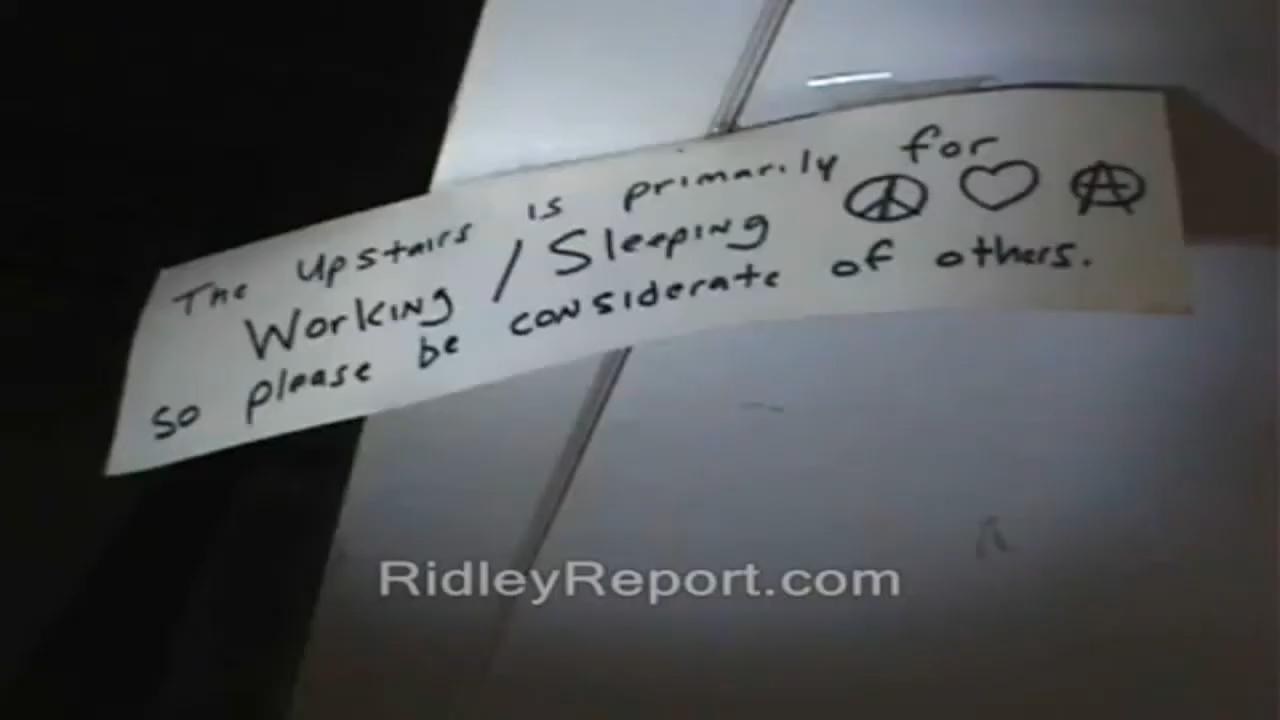 The Upstairs is primarily for
Working / Sleeping
so please be considerate of others.
RidleyReport.com